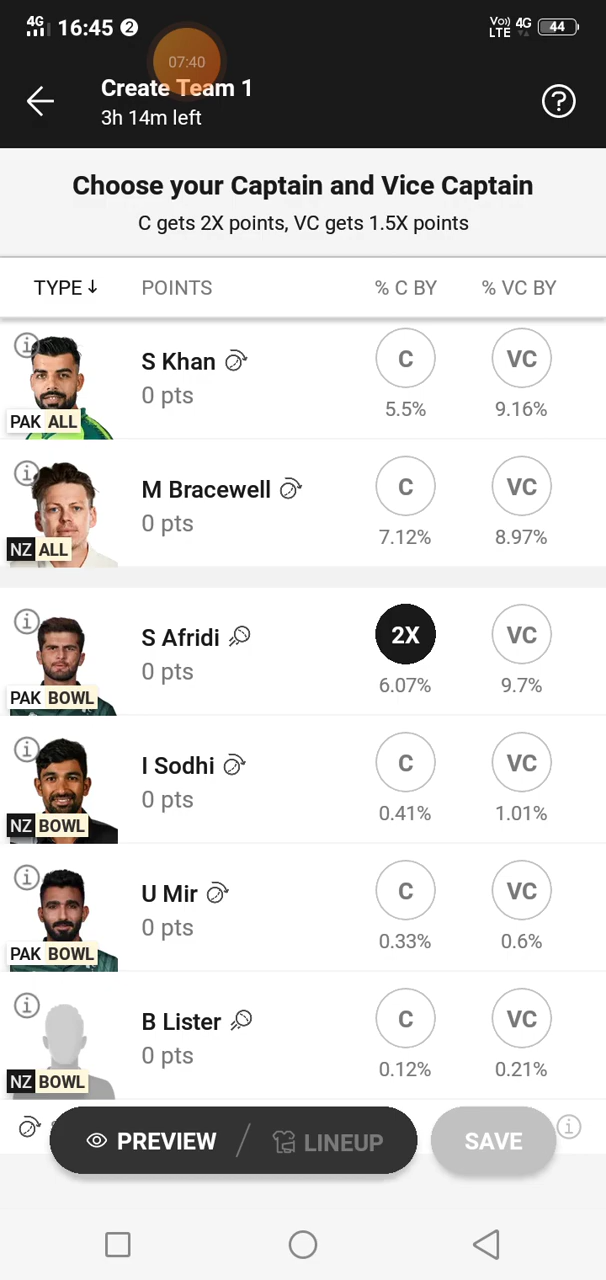 4G 16:45 2 Vo)) LTE 4G 44
07:40
Create Team 1
3h 14m left
Choose your Captain and Vice Captain
C gets 2X points, VC gets 1.5X points
TYPE ↓ POINTS % C BY % VC BY
S Khan C VC
0 pts 5.5% 9.16%
PAK ALL
M Bracewell C VC
0 pts 7.12% 8.97%
NZ ALL
S Afridi 2X VC
0 pts 6.07% 9.7%
PAK BOWL
I Sodhi C VC
0 pts 0.41% 1.01%
NZ BOWL
U Mir C VC
0 pts 0.33% 0.6%
PAK BOWL
B Lister C VC
0 pts 0.12% 0.21%
NZ BOWL
PREVIEW / LINEUP SAVE